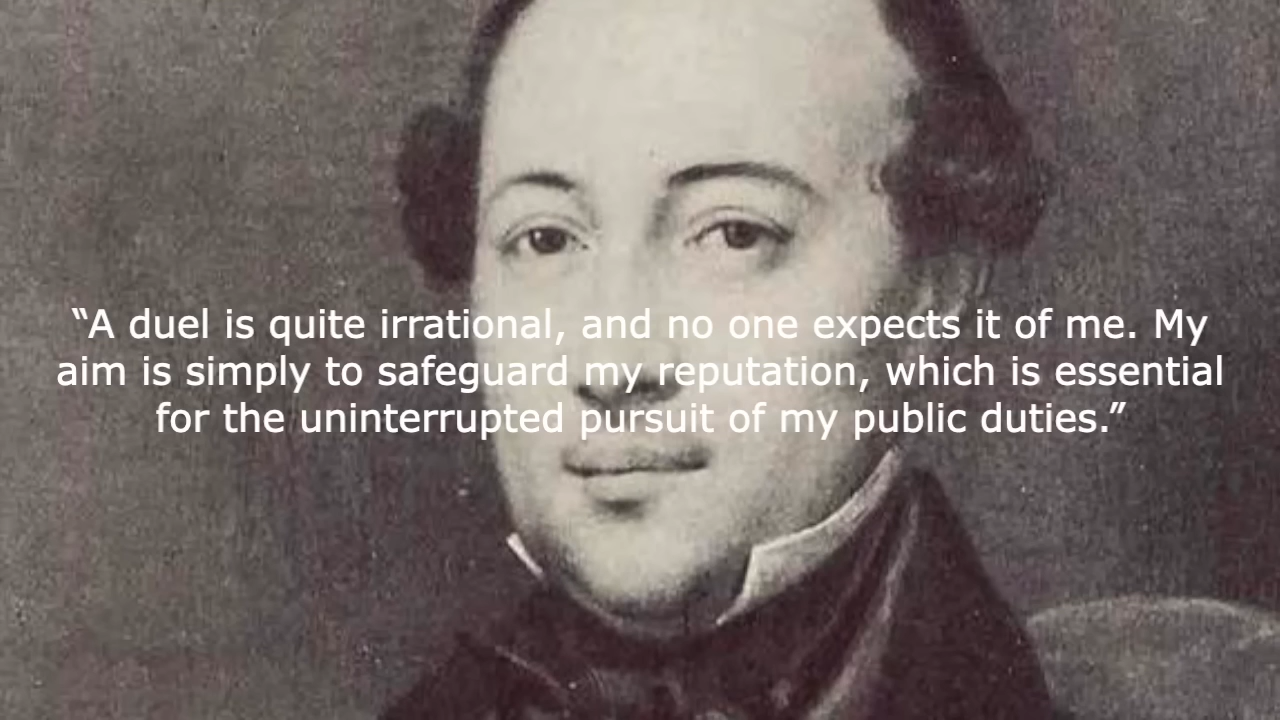 “A duel is quite irrational, and no one expects it of me. My
aim is simply to safeguard my reputation, which is essential
for the uninterrupted pursuit of my public duties.”